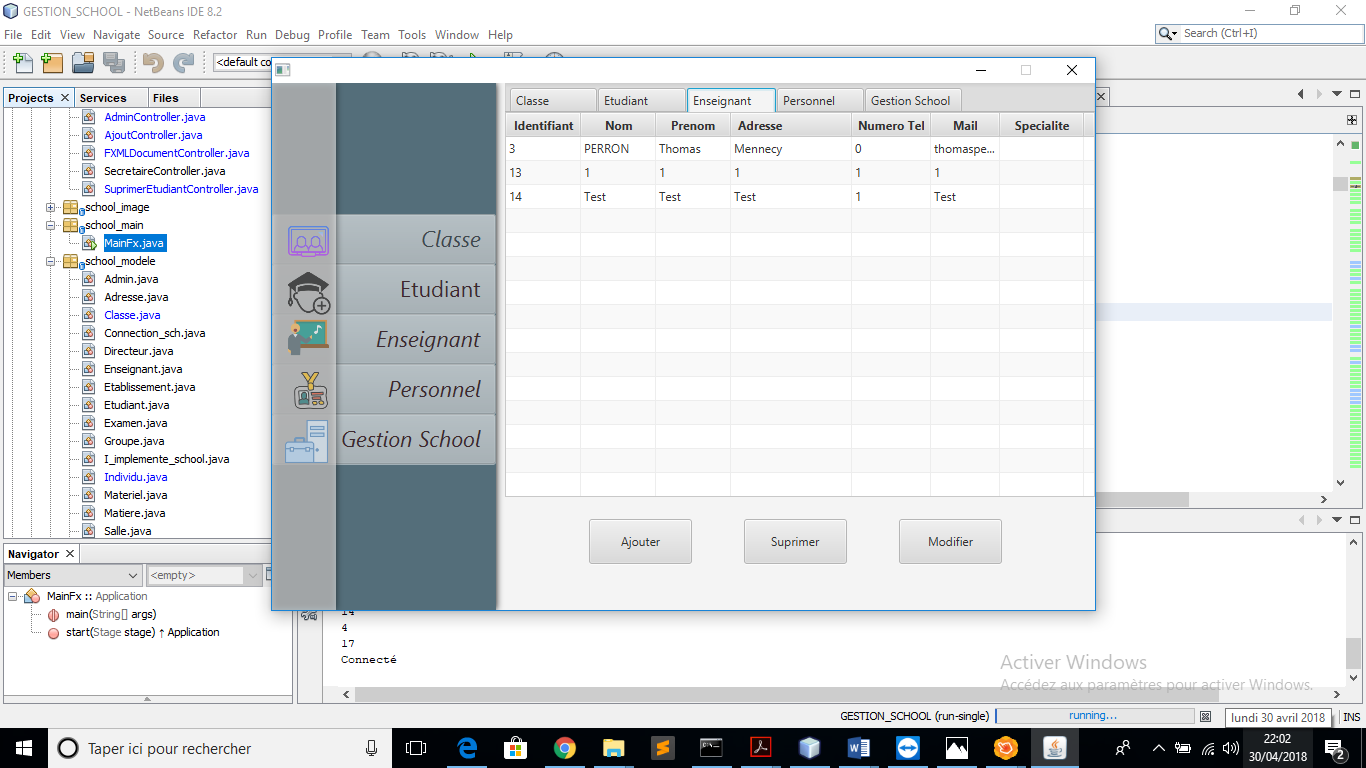 GESTION_SCHOOL - NetBeans IDE 8.2
File Edit View Navigate Source Refactor Run Debug Profile Team Tools Window Help
Search (Ctrl+I)
<default co
Projects Services Files
AdminController.java
AjoutController.java
FXMLDocumentController.java
SecretaireController.java
SuprimerEtudiantController.java
school_image
school_main
MainFx.java
school_modele
Admin.java
Adresse.java
Classe.java
Connection_sch.java
Directeur.java
Enseignant.java
Etablissement.java
Etudiant.java
Examen.java
Groupe.java
I_implemente_school.java
Individu.java
Materiel.java
Matiere.java
Salle.java
Navigator
Members <empty>
MainFx :: Application
main(String[] args)
start(Stage stage) ↑ Application
Classe
Etudiant
Enseignant
Personnel
Gestion School
Classe Etudiant Enseignant Personnel Gestion School
Identifiant Nom Prenom Adresse Numero Tel Mail Specialite
3 PERRON Thomas Mennecy 0 thomaspe...
13 1 1 1 1 1
14 Test Test Test 1 Test
Ajouter Suprimer Modifier
14
4
17
Connecté
Activer Windows
Accédez aux paramètres pour activer Windows.
GESTION_SCHOOL (run-single) running... INS
lundi 30 avril 2018
Taper ici pour rechercher
22:02
30/04/2018
2